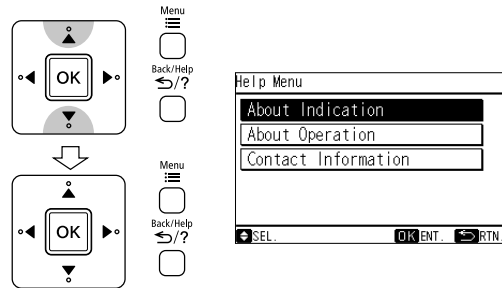 Menu
Back/Help
/?
OK
Menu
Back/Help
/?
OK
Help Menu
About Indication
About Operation
Contact Information
SEL. OK ENT. RTN.